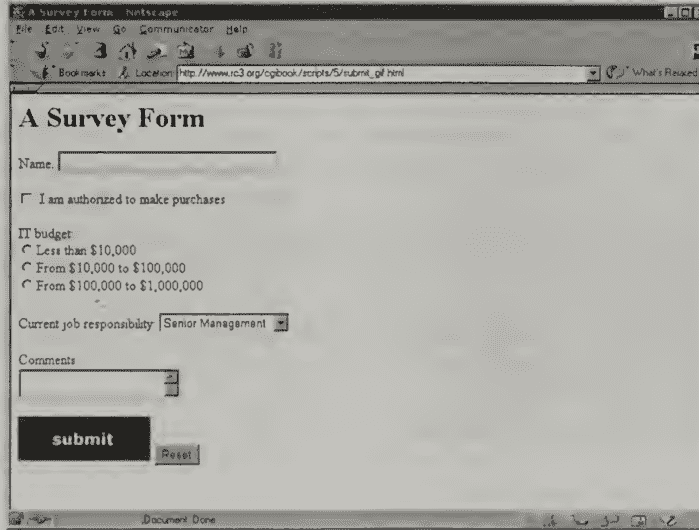 A Survey Form - Netscape
File Edit View Go Communicator Help
Bookmarks Location http://www.rc3.org/cgibook/scripts/5/submit_gif.html What's Related
A Survey Form
Name.
I am authorized to make purchases
IT budget
Less than $10,000
From $10,000 to $100,000
From $100,000 to $1,000,000
Current job responsibility Senior Management
Comments
submit Reset
Document Done